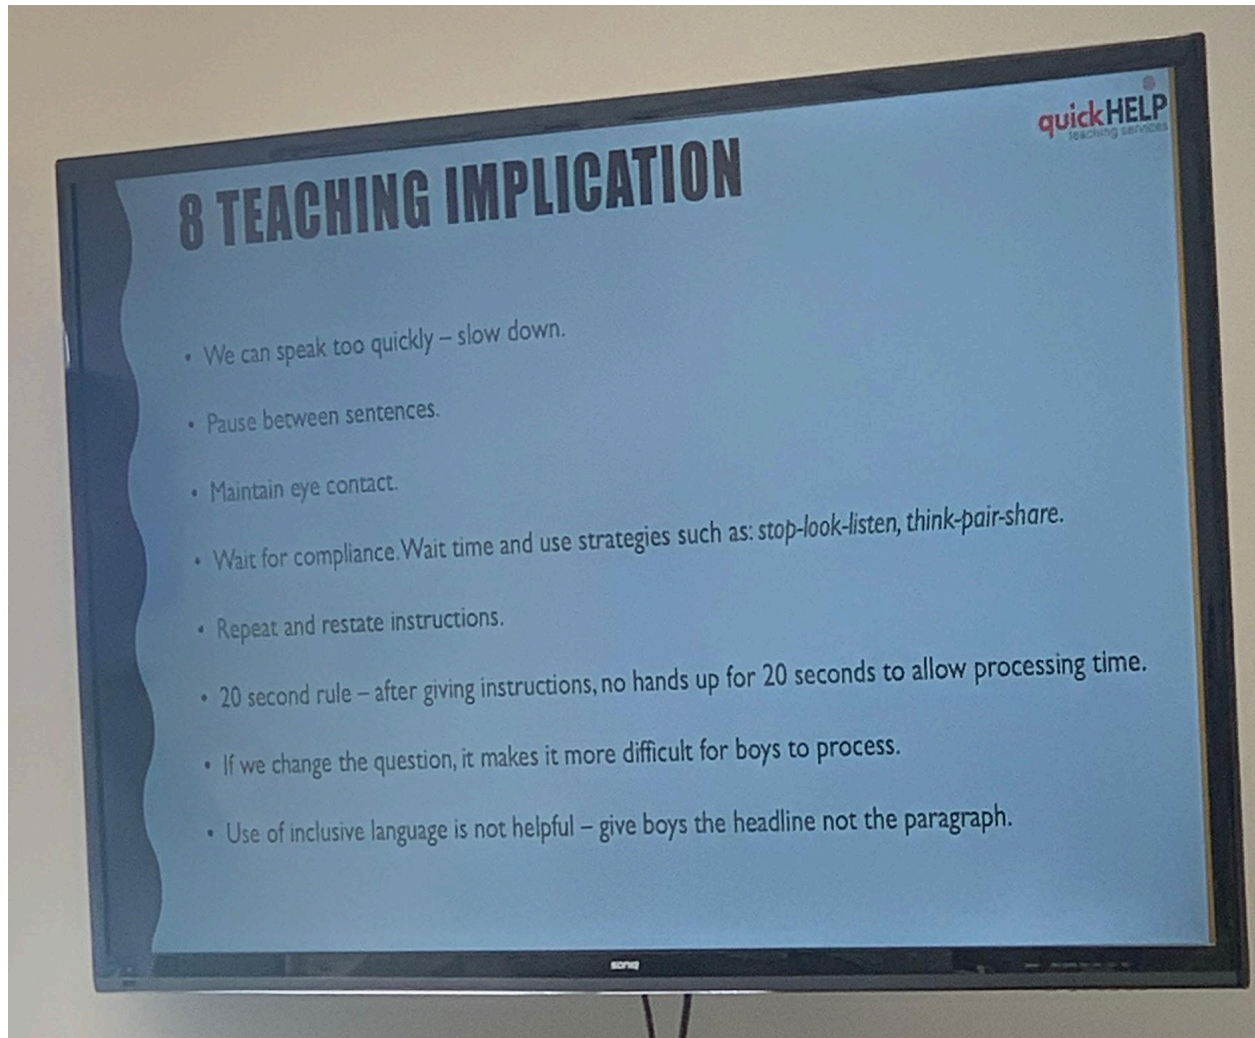 quickHELP
teaching services
8 TEACHING IMPLICATION
• We can speak too quickly – slow down.
• Pause between sentences.
• Maintain eye contact.
• Wait for compliance. Wait time and use strategies such as: stop-look-listen, think-pair-share.
• Repeat and restate instructions.
• 20 second rule – after giving instructions, no hands up for 20 seconds to allow processing time.
• If we change the question, it makes it more difficult for boys to process.
• Use of inclusive language is not helpful – give boys the headline not the paragraph.
soniq